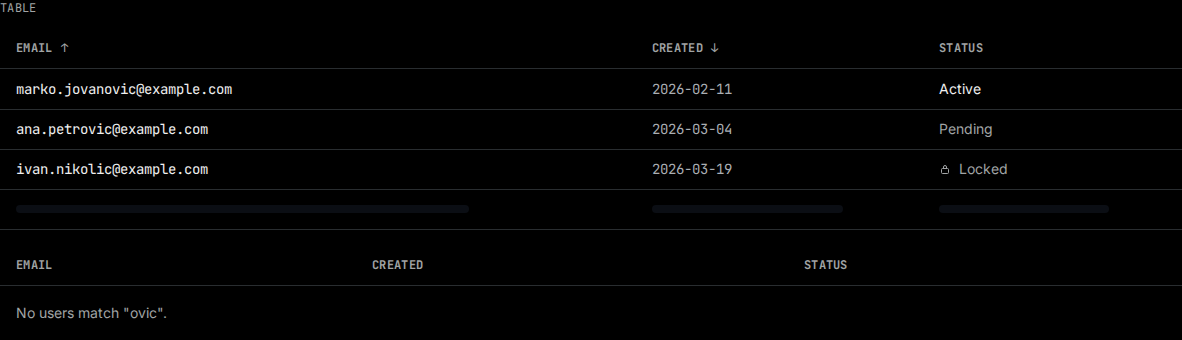 TABLE
EMAIL ↑ CREATED ↓ STATUS
marko.jovanovic@example.com 2026-02-11 Active
ana.petrovic@example.com 2026-03-04 Pending
ivan.nikolic@example.com 2026-03-19 Locked
EMAIL CREATED STATUS
No users match "ovic".